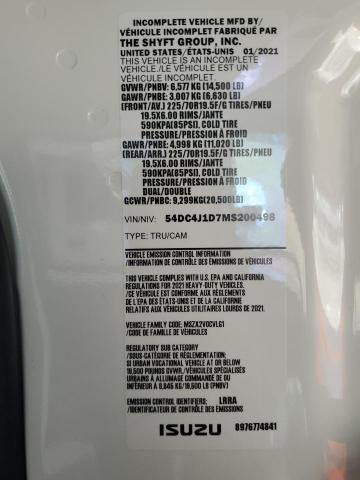 INCOMPLETE VEHICLE MFD BY/
VÉHICULE INCOMPLET FABRIQUÉ PAR
THE SHYFT GROUP, INC.
UNITED STATES/ÉTATS-UNIS 01/2021
THIS VEHICLE IS AN INCOMPLETE
VEHICLE./LE VÉHICULE EST UN
VÉHICULE INCOMPLET.
GVWR/PNBV: 6,577 KG (14,500 LB)
GAWR/PNBE: 3,007 KG (6,630 LB)
(FRONT/AV.) 225/70R19.5F/G TIRES/PNEU
19.5X6.00 RIMS/JANTE
590KPA(85PSI), COLD TIRE
PRESSURE/PRESSION À FROID
GAWR/PNBE: 4,998 KG (11,020 LB)
(REAR/ARR.) 225/70R19.5F/G TIRES/PNEU
19.5X6.00 RIMS/JANTE
590KPA(85PSI), COLD TIRE
PRESSURE/PRESSION À FROID
DUAL/DOUBLE
GCWR/PNBC: 9,299KG(20,500LB)
VIN/NIV: 54DC4J1D7MS200498
TYPE: TRU/CAM
VEHICLE EMISSION CONTROL INFORMATION
/INFORMATION DE CONTRÔLE DES ÉMISSIONS DU VÉHICULE
THIS VEHICLE COMPLIES WITH U.S. EPA AND CALIFORNIA
REGULATIONS FOR 2021 HEAVY-DUTY VEHICLES.
/CE VÉHICULE EST CONFORME AUX RÈGLEMENTS
DE L'EPA DES ÉTATS-UNIS ET DE LA CALIFORNIE
RELATIFS AUX VÉHICULES UTILITAIRES LOURDS DE 2021.
VEHICLE FAMILY CODE: MSZX2VOCVLG1
/CODE DE FAMILLE DU VÉHICULE
REGULATORY SUB CATEGORY
/SOUS-CATÉGORIE DE RÉGLEMENTATION:
SI URBAN VOCATIONAL VEHICLE AT OR BELOW
19,500 POUNDS GVWR/VÉHICULES SPÉCIALISÉS
URBAINS À ALLUMAGE COMMANDÉ DE
8,845 KG/19,500 LB (PNBV)
EMISSION CONTROL IDENTIFIERS: LRRA
/IDENTIFICATEUR DE CONTRÔLE DES ÉMISSIONS
ISUZU 8976774841